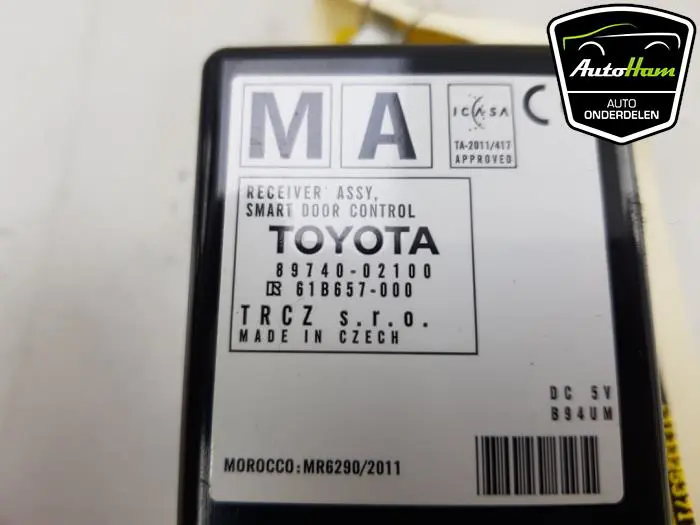 AutoHam
AUTO
ONDERDELEN
M A
ICASA
TA-2011/417
APPROVED
C
RECEIVER ASSY,
SMART DOOR CONTROL
TOYOTA
89740-02100
61B657-000
TRCZ s.r.o.
MADE IN CZECH
DC 5V
B94UM
MOROCCO:MR6290/2011